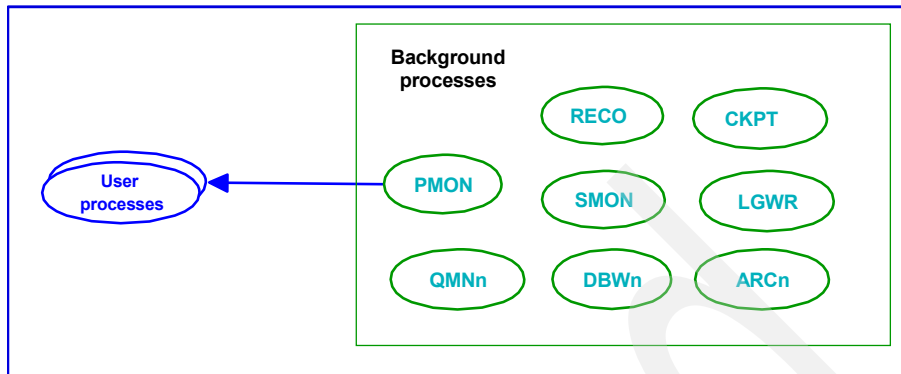 Background
processes
RECO
CKPT
User
processes
PMON
SMON
LGWR
QMNn
DBWn
ARCn